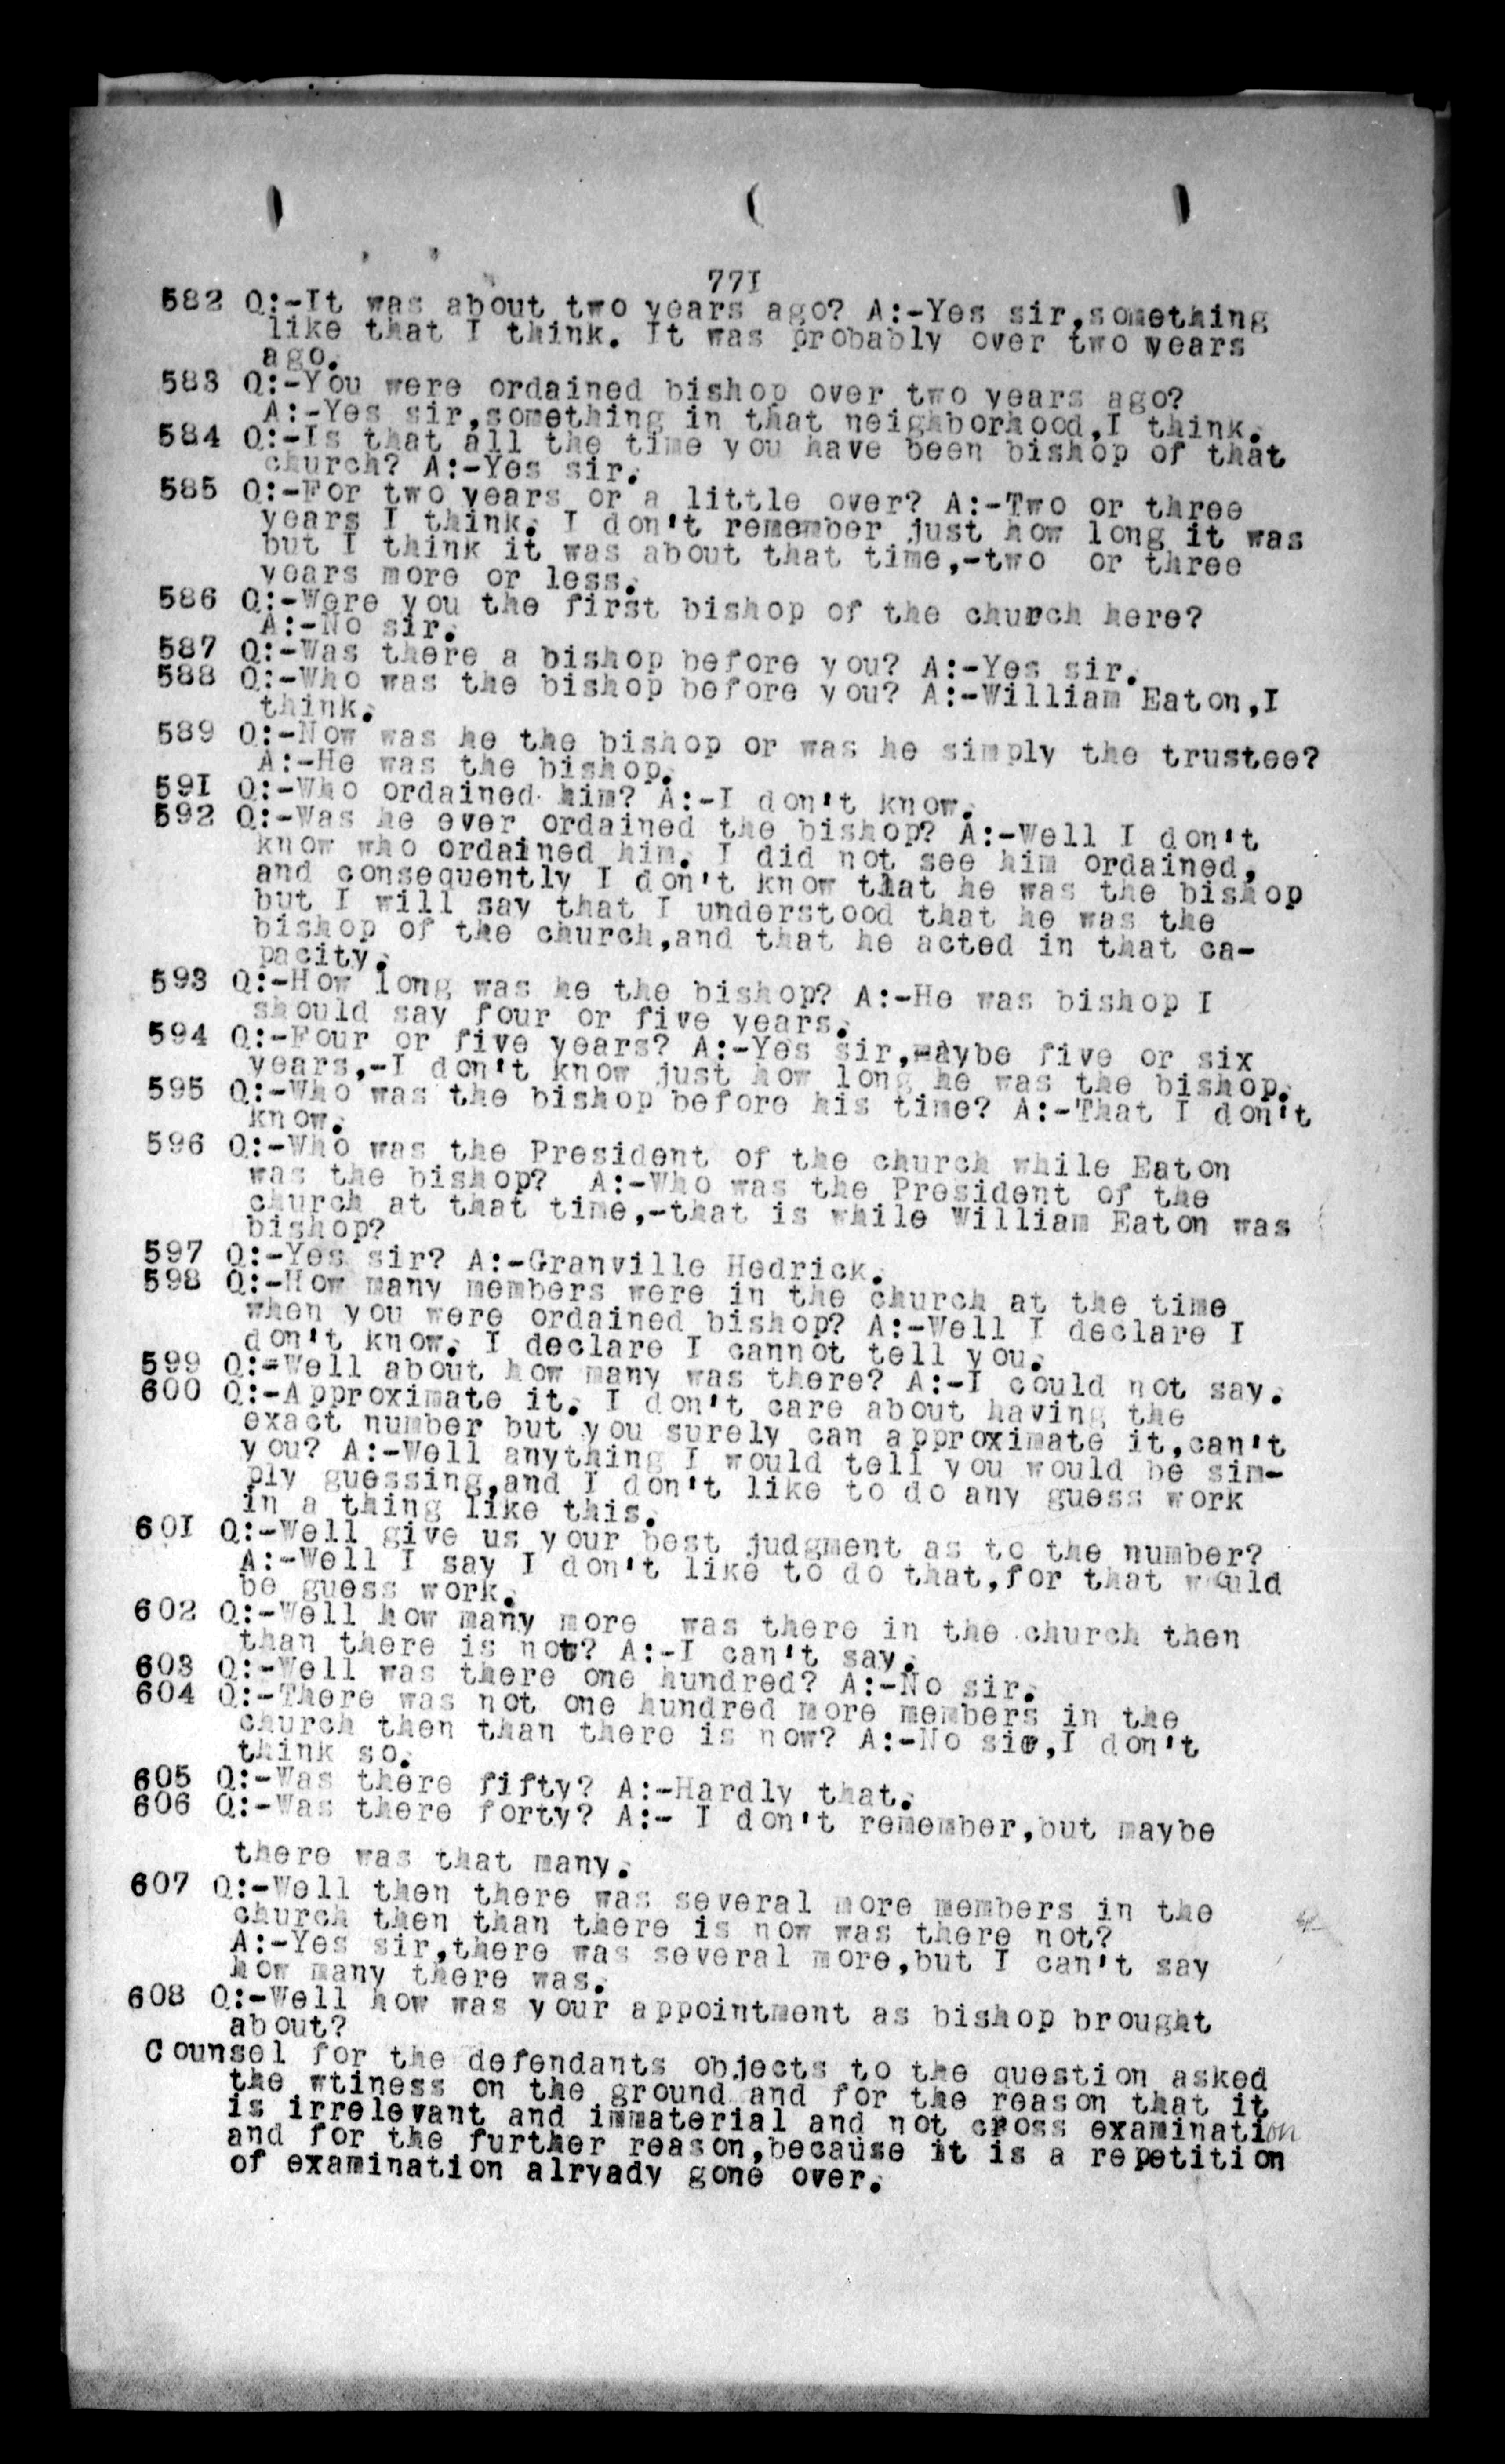 771
582 Q:-It was about two years ago? A:-Yes sir,something
like that I think. It was probably over two years
ago.
583 Q:-You were ordained bishop over two years ago?
A:-Yes sir,something in that neighborhood,I think.
584 Q:-Is that all the time you have been bishop of that
church? A:-Yes sir.
585 Q:-For two years or a little over? A:-Two or three
years I think. I don't remember just how long it was
but I think it was about that time,-two or three
years more or less.
586 Q:-Were you the first bishop of the church here?
A:-No sir.
587 Q:-Was there a bishop before you? A:-Yes sir.
588 Q:-Who was the bishop before you? A:-William Eaton,I
think.
589 Q:-Now was he the bishop or was he simply the trustee?
A:-He was the bishop.
591 Q:-Who ordained him? A:-I don't know.
592 Q:-Was he ever ordained the bishop? A:-Well I don't
know who ordained him. I did not see him ordained,
and consequently I don't know that he was the bishop
but I will say that I understood that he was the
bishop of the church,and that he acted in that ca-
pacity.
593 Q:-How long was he the bishop? A:-He was bishop I
should say four or five years.
594 Q:-Four or five years? A:-Yes sir,maybe five or six
years,-I don't know just how long he was the bishop.
595 Q:-Who was the bishop before his time? A:-That I don't
know.
596 Q:-Who was the President of the church while Eaton
was the bishop? A:-Who was the President of the
church at that time,-that is while William Eaton was
bishop?
597 Q:-Yes sir? A:-Granville Hedrick.
598 Q:-How many members were in the church at the time
when you were ordained bishop? A:-Well I declare I
don't know. I declare I cannot tell you.
599 Q:-Well about how many was there? A:-I could not say.
600 Q:-Approximate it. I don't care about having the
exact number but you surely can approximate it,can't
you? A:-Well anything I would tell you would be sim-
ply guessing,and I don't like to do any guess work
in a thing like this.
601 Q:-Well give us your best judgment as to the number?
A:-Well I say I don't like to do that,for that would
be guess work.
602 Q:-Well how many more was there in the church then
than there is now? A:-I can't say.
603 Q:-Well was there one hundred? A:-No sir.
604 Q:-There was not one hundred more members in the
church then than there is now? A:-No sir,I don't
think so.
605 Q:-Was there fifty? A:-Hardly that.
606 Q:-Was there forty? A:- I don't remember,but maybe
there was that many.
607 Q:-Well then there was several more members in the
church then than there is now was there not?
A:-Yes sir,there was several more,but I can't say
how many there was.
608 Q:-Well how was your appointment as bishop brought
about?
Counsel for the defendants objects to the question asked
the wtiness on the ground and for the reason that it
is irrelevant and immaterial and not cross examination
and for the further reason,because it is a repetition
of examination alryady gone over.